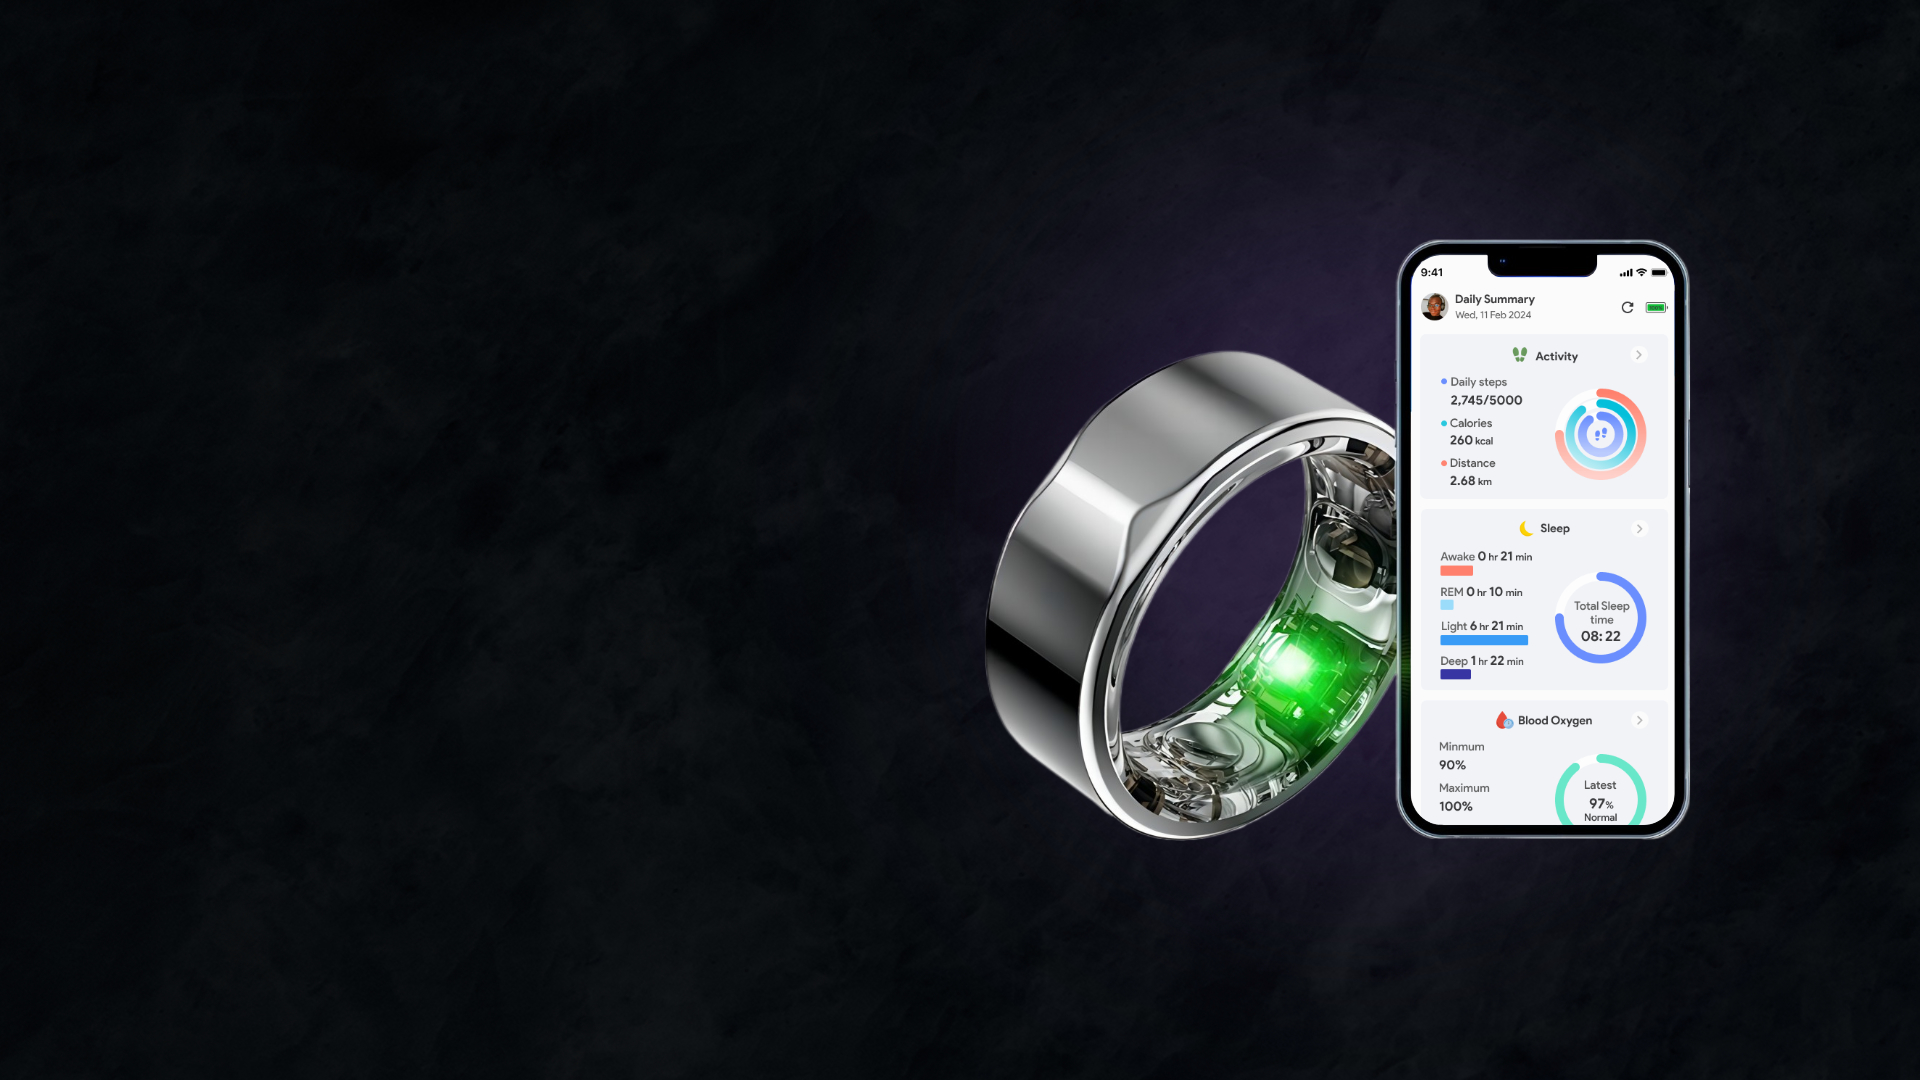 9:41
Daily Summary
Wed, 11 Feb 2024
Activity
Daily steps
2,745/5000
Calories
260 kcal
Distance
2.68 km
Sleep
Awake 0 hr 21 min
REM 0 hr 10 min
Light 6 hr 21 min
Deep 1 hr 22 min
Total Sleep
time
08:22
Blood Oxygen
Minmum
90%
Maximum
100%
Latest
97%
Normal